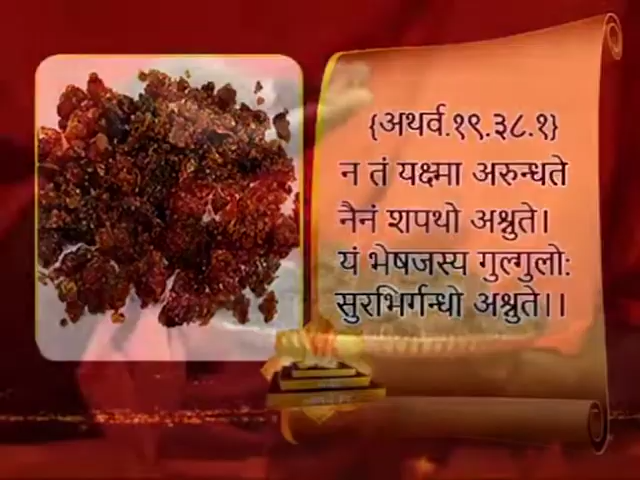 {अथर्व.१९.३८.१}
न तं यक्ष्मा अरुन्धते
नैनं शपथो अश्नुते।
यं भेषजस्य गुल्गुलो:
सुरभिर्गन्धो अश्नुते।।